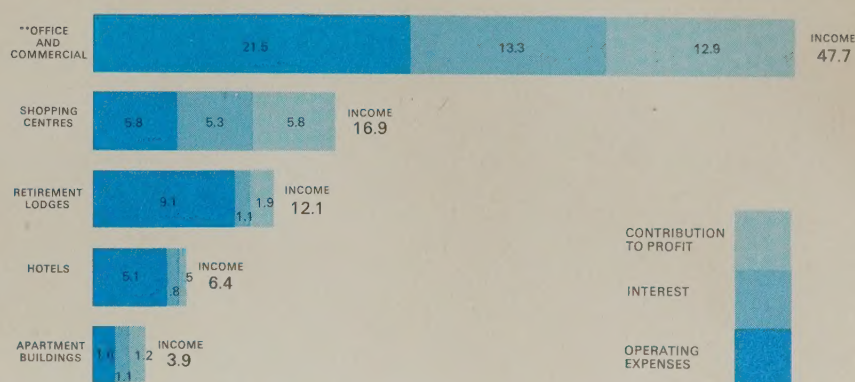 **OFFICE
AND
COMMERCIAL
21.5 13.3 12.9
INCOME
47.7
SHOPPING
CENTRES
5.8 5.3 5.8
INCOME
16.9
RETIREMENT
LODGES
9.1 1.1 1.9
INCOME
12.1
HOTELS
5.1 .8 .5
INCOME
6.4
APARTMENT
BUILDINGS
1.6 1.1 1.2
INCOME
3.9
CONTRIBUTION
TO PROFIT
INTEREST
OPERATING
EXPENSES